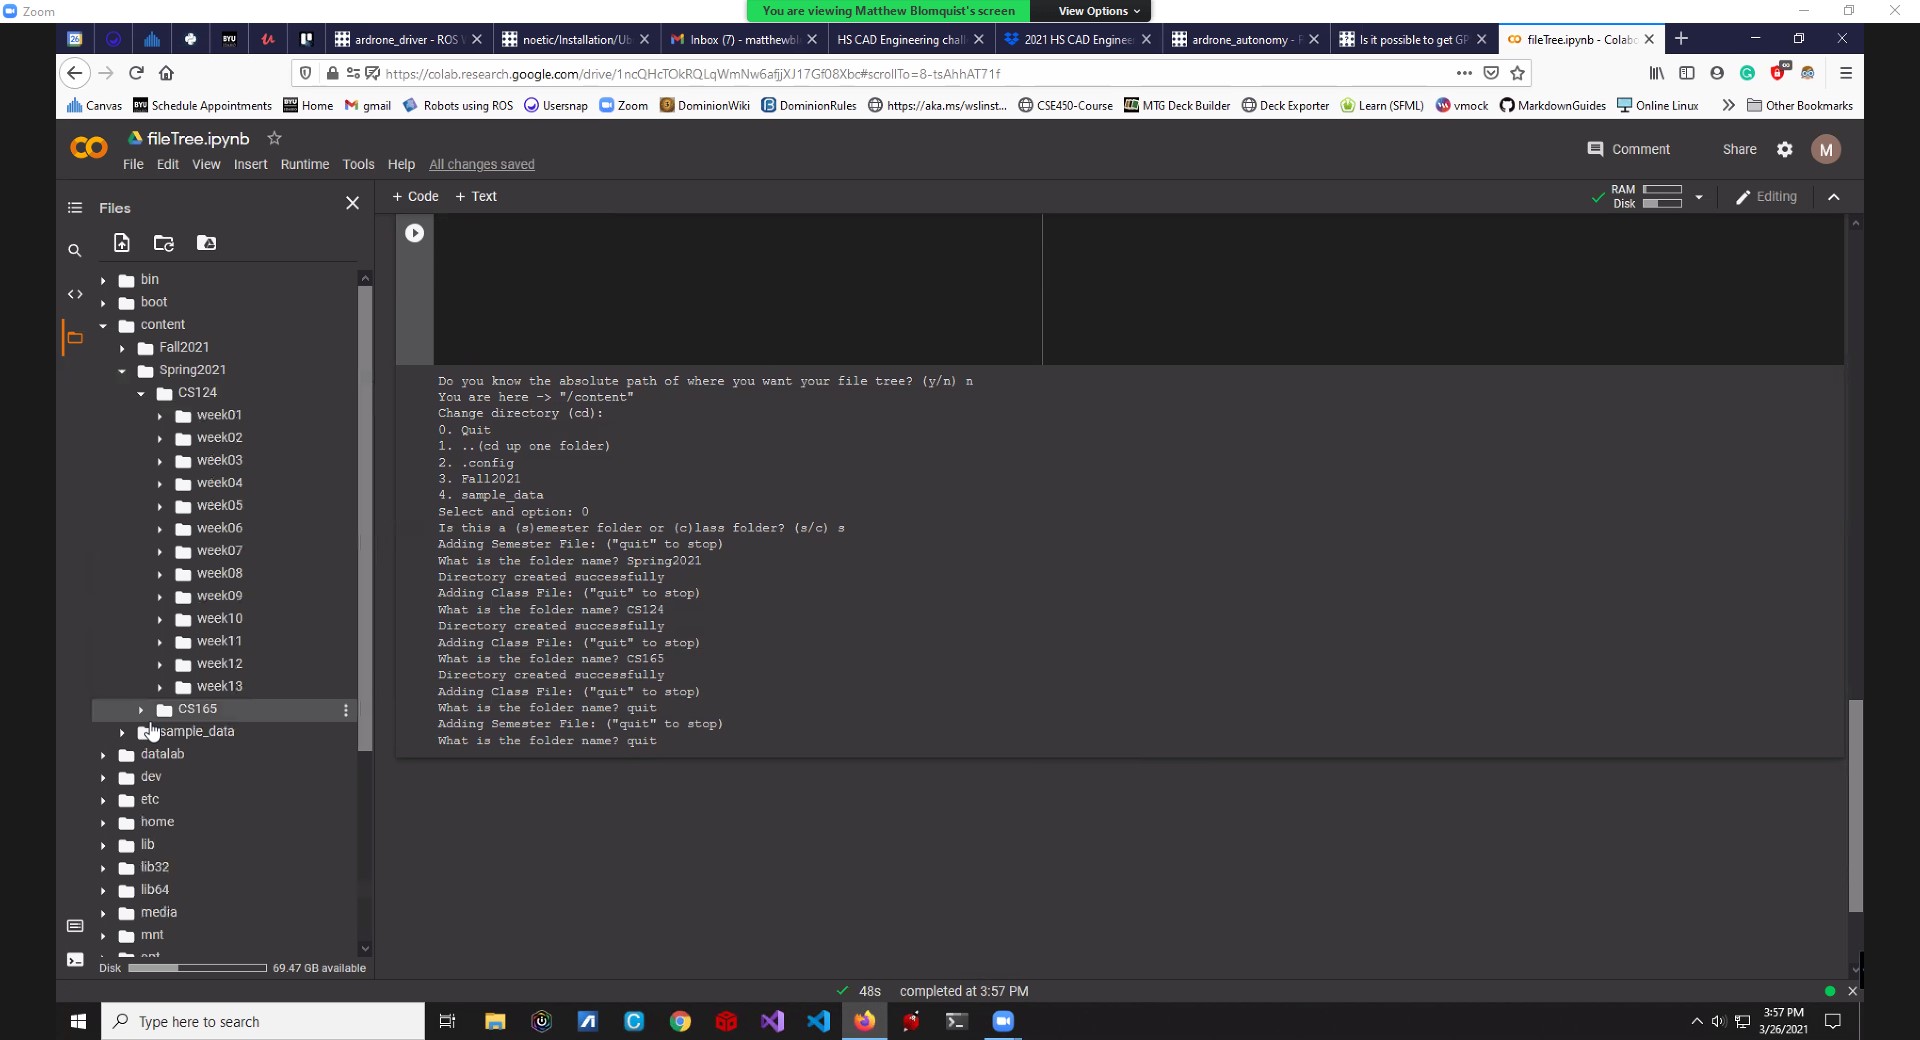 Zoom
You are viewing Matthew Blomquist's screen
View Options
26
BYU
ardrone_driver - ROS W
noetic/Installation/Ub
Inbox (7) - matthewbl
HS CAD Engineering chall
2021 HS CAD Enginee
ardrone_autonomy - R
Is it possible to get GP
fileTree.ipynb - Colabo
https://colab.research.google.com/drive/1ncQHcTOkRQLqWmNw6afjjXJ17Gf08Xbc#scrollTo=8-tsAhhAT71f
Canvas
BYU Schedule Appointments
BYU Home
gmail
Robots using ROS
Usersnap
Zoom
DominionWiki
DominionRules
https://aka.ms/wslinst...
CSE450-Course
MTG Deck Builder
Deck Exporter
Learn (SFML)
vmock
MarkdownGuides
Online Linux
Other Bookmarks
fileTree.ipynb
Comment
Share
M
File Edit View Insert Runtime Tools Help All changes saved
Files
+ Code + Text
RAM
Disk
Editing
bin
boot
content
Fall2021
Spring2021
CS124
week01
week02
week03
week04
week05
week06
week07
week08
week09
week10
week11
week12
week13
CS165
sample_data
datalab
dev
etc
home
lib
lib32
lib64
media
mnt
Disk 69.47 GB available
Do you know the absolute path of where you want your file tree? (y/n) n
You are here -> "/content"
Change directory (cd):
0. Quit
1. ..(cd up one folder)
2. .config
3. Fall2021
4. sample_data
Select and option: 0
Is this a (s)emester folder or (c)lass folder? (s/c) s
Adding Semester File: ("quit" to stop)
What is the folder name? Spring2021
Directory created successfully
Adding Class File: ("quit" to stop)
What is the folder name? CS124
Directory created successfully
Adding Class File: ("quit" to stop)
What is the folder name? CS165
Directory created successfully
Adding Class File: ("quit" to stop)
What is the folder name? quit
Adding Semester File: ("quit" to stop)
What is the folder name? quit
48s completed at 3:57 PM
Type here to search
3:57 PM
3/26/2021